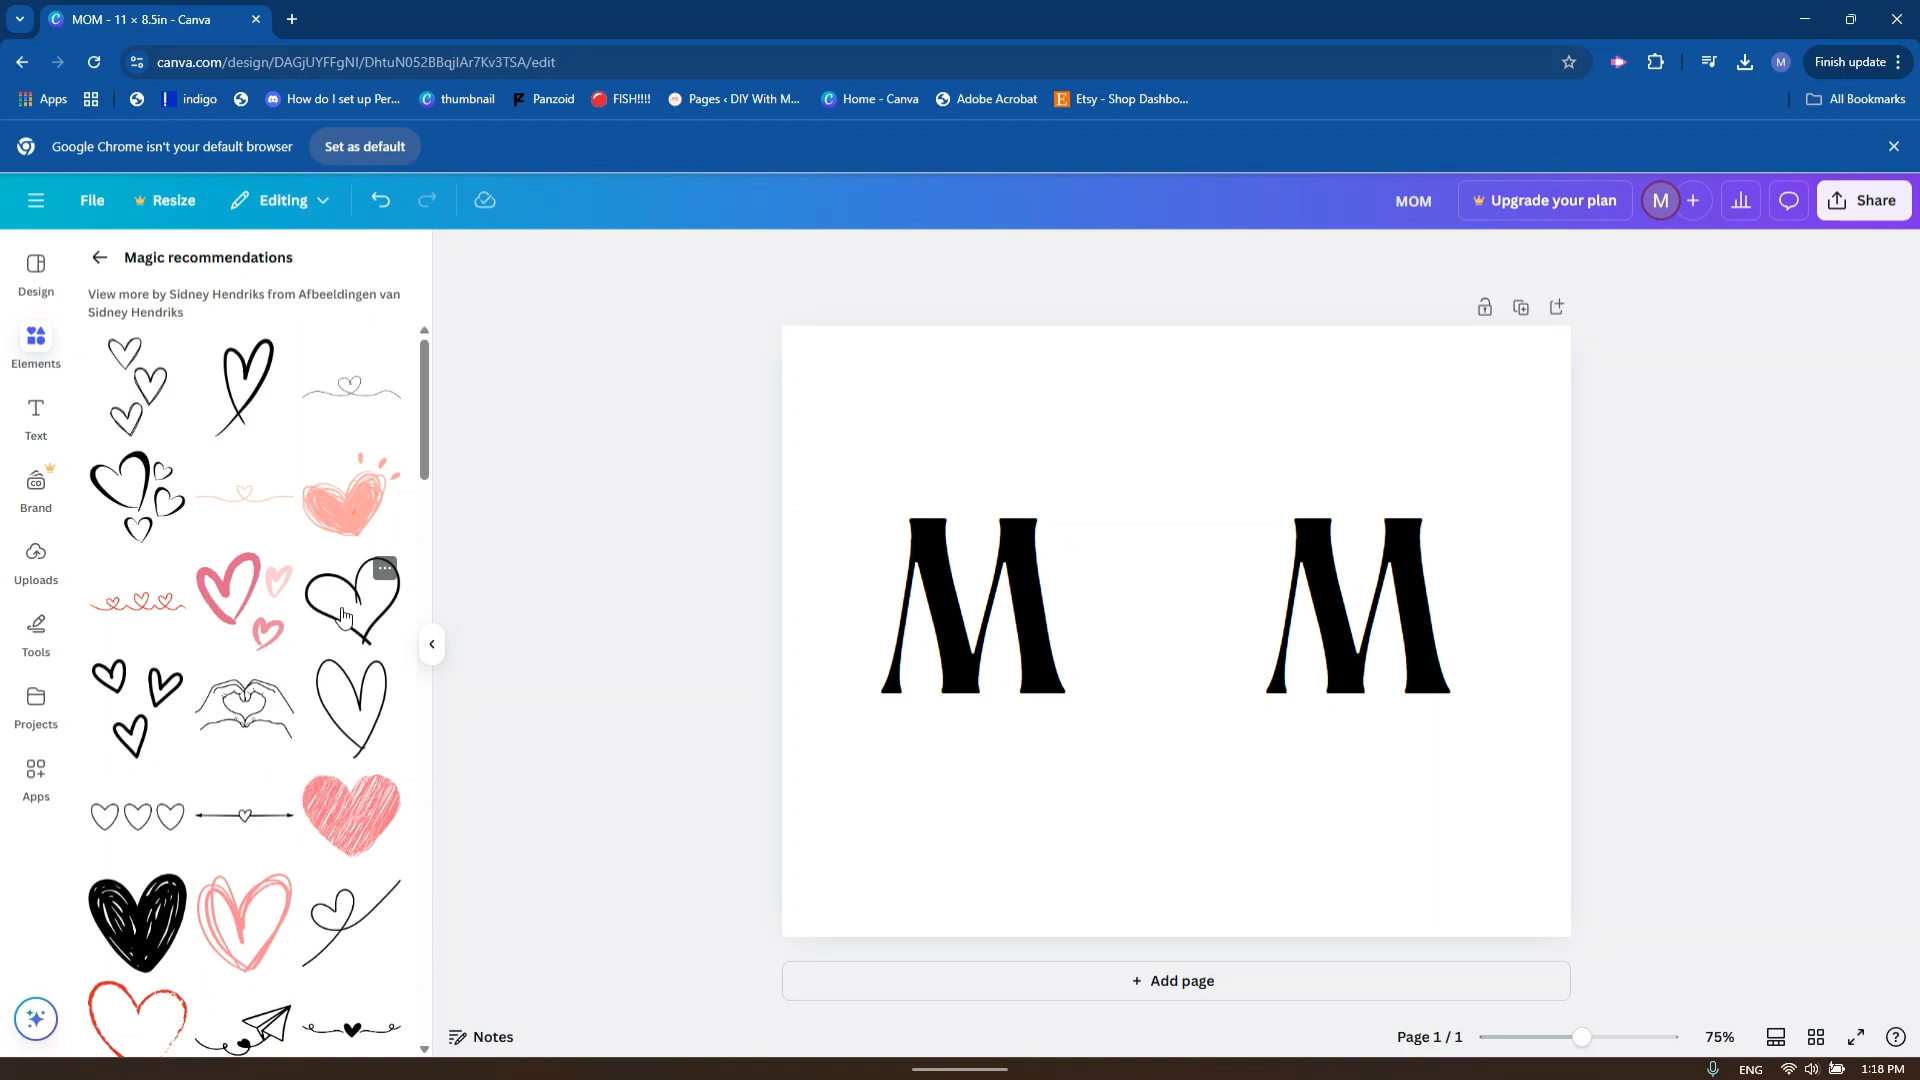 MOM - 11 × 8.5in - Canva
canva.com/design/DAGjUYFFgNI/DhtuN052BBqjlAr7Kv3TSA/edit
Finish update
Apps
indigo
How do I set up Per...
thumbnail
Panzoid
FISH!!!!
Pages ‹ DIY With M...
Home - Canva
Adobe Acrobat
Etsy - Shop Dashbo...
All Bookmarks
Google Chrome isn't your default browser
Set as default
File
Resize
Editing
MOM
Upgrade your plan
M
Share
Design
Elements
Text
Brand
Uploads
Tools
Projects
Apps
Magic recommendations
View more by Sidney Hendriks from Afbeeldingen van
Sidney Hendriks
M M
+ Add page
Notes
Page 1 / 1
75%
ENG
1:18 PM